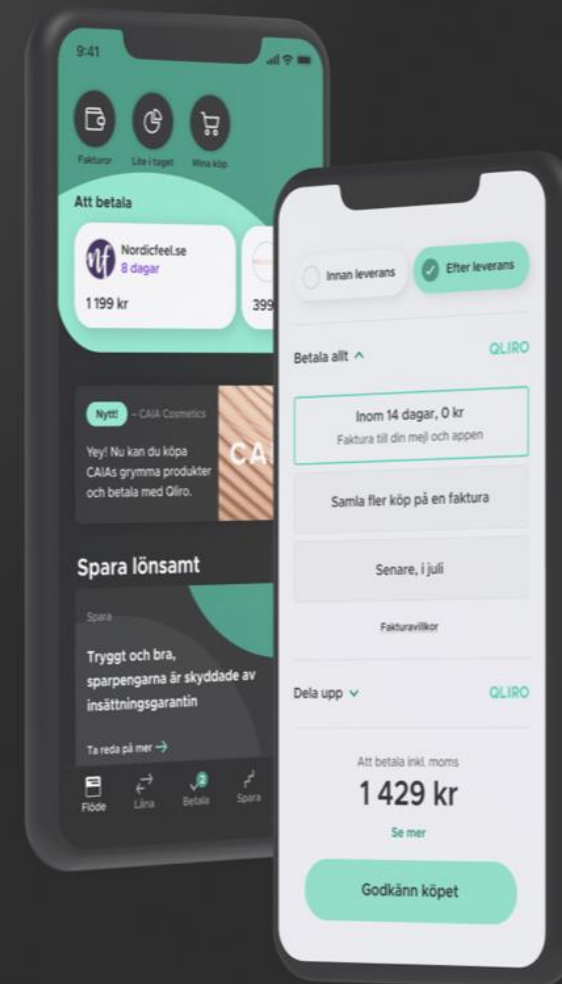 9:41
Fakturor
Lite i taget
Mina köp
Att betala
nf
Nordicfeel.se
8 dagar
1 199 kr
399
Nytt!
– CAIA Cosmetics
Yey! Nu kan du köpa
CAIAs grymma produkter
och betala med Qliro.
CA
Spara lönsamt
Spara
Tryggt och bra,
sparpengarna är skyddade av
insättningsgarantin
Ta reda på mer →
Flöde
Låna
2
Betala
Spara
Innan leverans
Efter leverans
Betala allt
QLIRO
Inom 14 dagar, 0 kr
Faktura till din mejl och appen
Samla fler köp på en faktura
Senare, i juli
Fakturavillkor
Dela upp
QLIRO
Att betala inkl. moms
1 429 kr
Se mer
Godkänn köpet